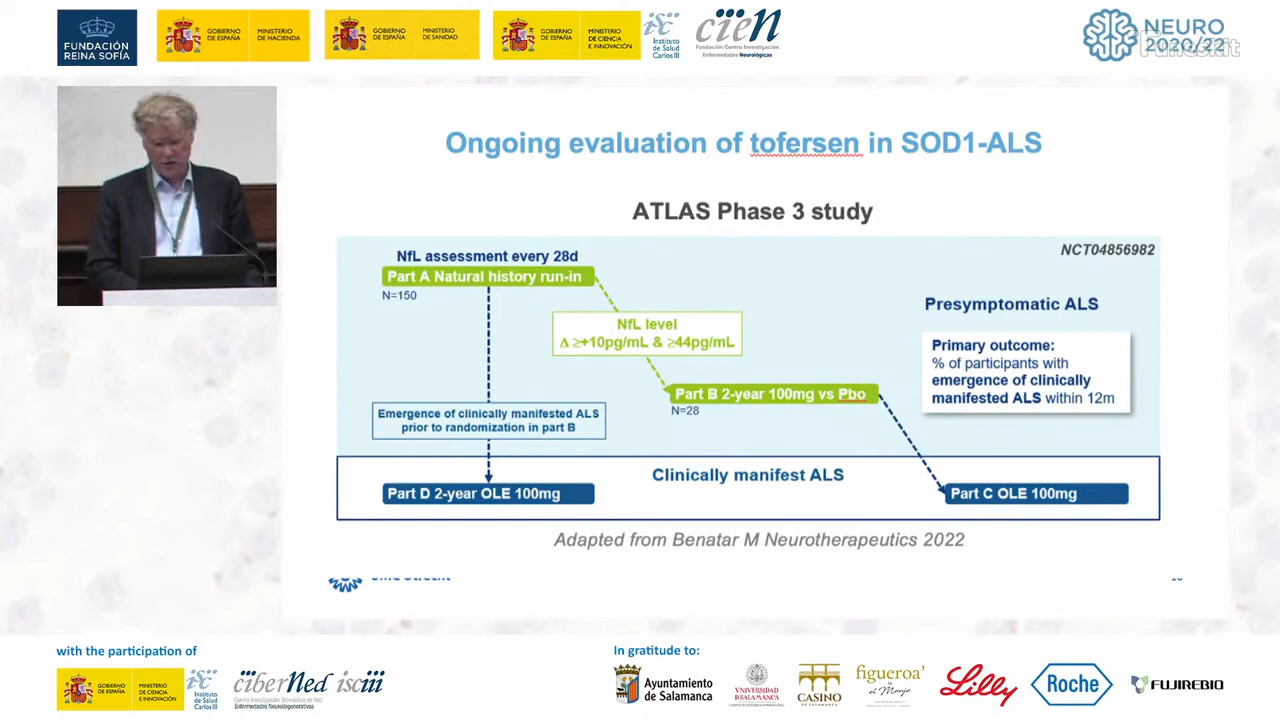 FUNDACIÓN
REINA SOFÍA
GOBIERNO
DE ESPAÑA
MINISTERIO
DE HACIENDA
GOBIERNO
DE ESPAÑA
MINISTERIO
DE SANIDAD
GOBIERNO
DE ESPAÑA
MINISTERIO
DE CIENCIA
E INNOVACIÓN
isc
Instituto
de Salud
Carlos III
cien
Fundación Centro Investigación
Enfermedades Neurológicas
NEURO
2020/22
Ongoing evaluation of tofersen in SOD1-ALS
ATLAS Phase 3 study
NCT04856982
NfL assessment every 28d
Part A Natural history run-in
N=150
Presymptomatic ALS
NfL level
Δ ≥+10pg/mL & ≥44pg/mL
Primary outcome:
% of participants with
emergence of clinically
manifested ALS within 12m
Part B 2-year 100mg vs Pbo
N=28
Emergence of clinically manifested ALS
prior to randomization in part B
Clinically manifest ALS
Part D 2-year OLE 100mg
Part C OLE 100mg
Adapted from Benatar M Neurotherapeutics 2022
with the participation of
In gratitude to:
GOBIERNO
DE ESPAÑA
MINISTERIO
DE CIENCIA
E INNOVACIÓN
isc
Instituto
de Salud
Carlos III
ciberNed isciii
Centro Investigación Biomédica en Red
Enfermedades Neurodegenerativas
Ayuntamiento
de Salamanca
VNIVERSIDAD
D SALAMANCA
CASINO
DE SALAMANCA
figueroa'
by
el Monje
Lilly
Roche
FUJIREBIO